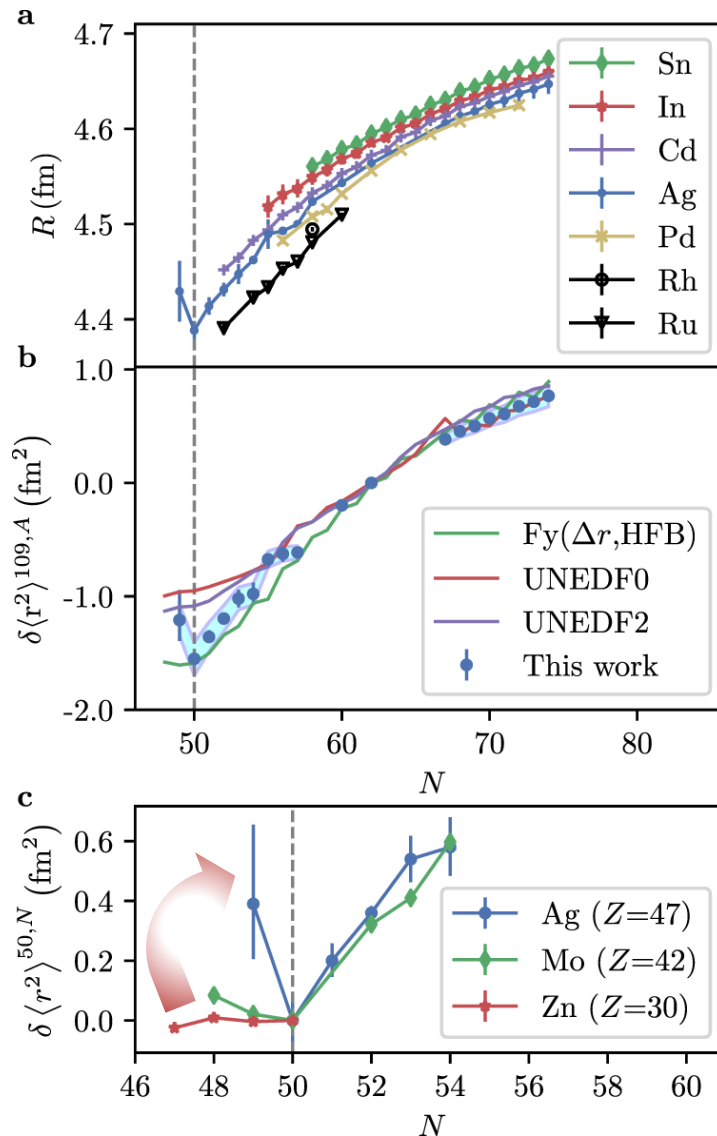 a
R (fm)
4.7
4.6
4.5
4.4
Sn
In
Cd
Ag
Pd
Rh
Ru
b
δ⟨r²⟩¹⁰⁹,ᴬ (fm²)
1.0
0.0
-1.0
-2.0
Fy(Δr,HFB)
UNEDF0
UNEDF2
This work
50 60 70 80
N
c
δ⟨r²⟩⁵⁰,ᴺ (fm²)
0.6
0.4
0.2
0.0
Ag (Z=47)
Mo (Z=42)
Zn (Z=30)
46 48 50 52 54 56 58 60
N